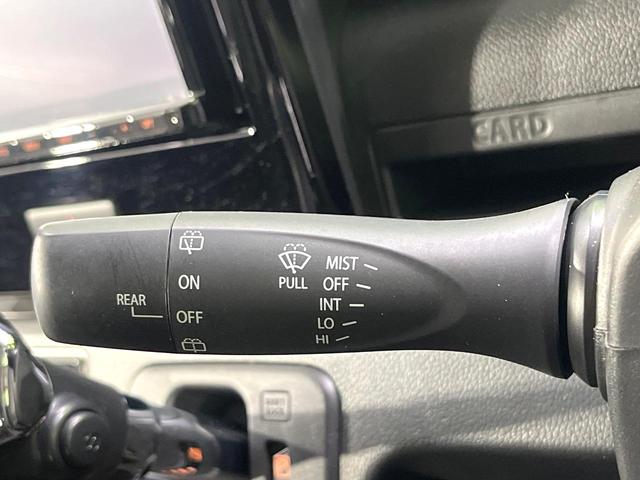 CARD
MIST
OFF
INT
LO
HI
PULL
ON
OFF
REAR